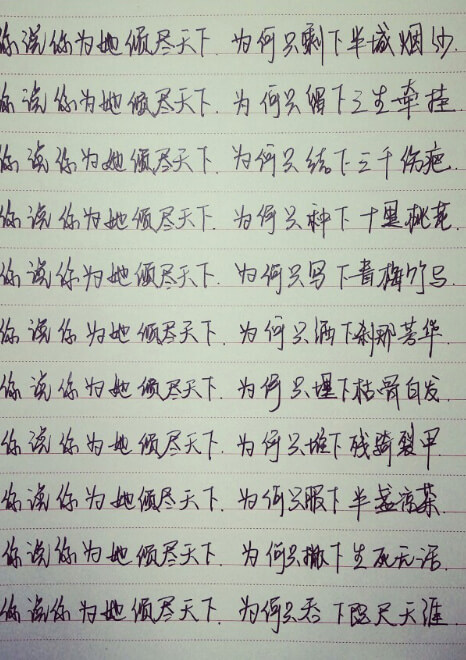 你说你为她倾尽天下.为何只剩下半城烟沙.
你说你为她倾尽天下.为何只留下三生牵挂.
你说你为她倾尽天下.为何只结下三千伤疤.
你说你为她倾尽天下.为何只种下十里桃花.
你说你为她倾尽天下.为何只写下青梅竹马.
你说你为她倾尽天下.为何只洒下刹那芳华.
你说你为她倾尽天下.为何只埋下枯骨白发.
你说你为她倾尽天下.为何只堆下残骑裂甲.
你说你为她倾尽天下.为何只服下半盏凉茶.
你说你为她倾尽天下.为何只撒下生死无话.
你说你为她倾尽天下.为何只吞下咫尺天涯.